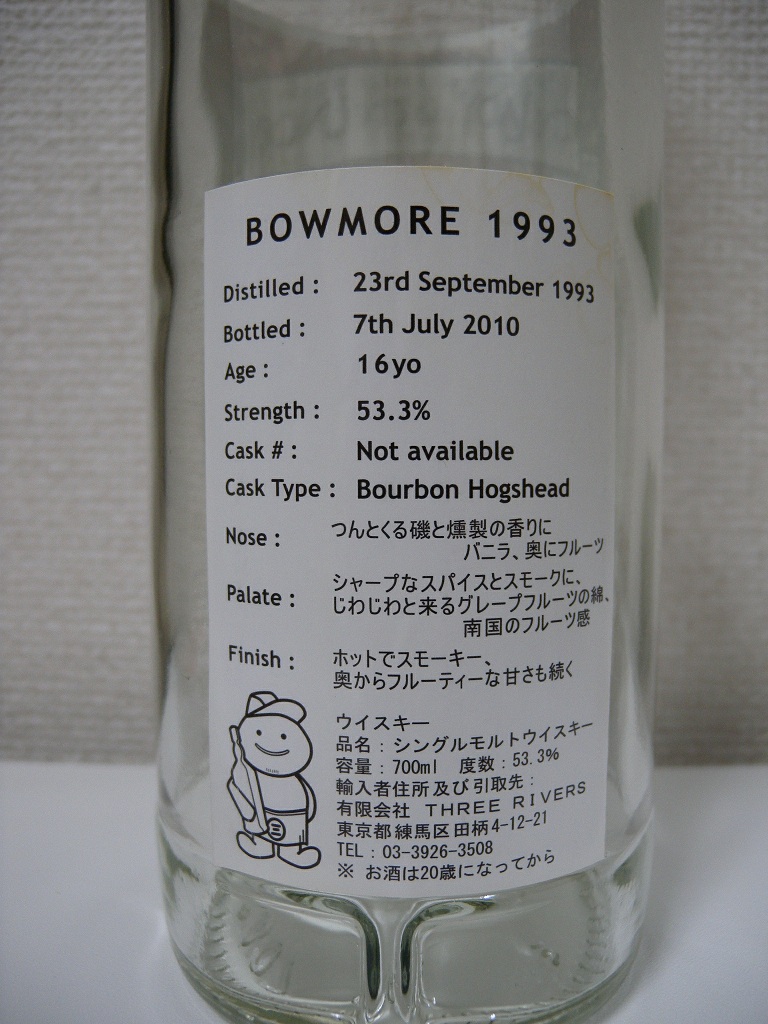 BOWMORE 1993
Distilled : 23rd September 1993
Bottled : 7th July 2010
Age : 16yo
Strength : 53.3%
Cask # : Not available
Cask Type : Bourbon Hogshead
Nose : つんとくる磯と燻製の香りに
バニラ、奥にフルーツ
Palate : シャープなスパイスとスモークに、
じわじわと来るグレープフルーツの綿、
南国のフルーツ感
Finish : ホットでスモーキー、
奥からフルーティーな甘さも続く
ウイスキー
品名：シングルモルトウイスキー
容量：700ml 度数：53.3%
輸入者住所及び引取先：
有限会社 THREE RIVERS
東京都練馬区田柄4-12-21
TEL：03-3926-3508
※ お酒は20歳になってから
三